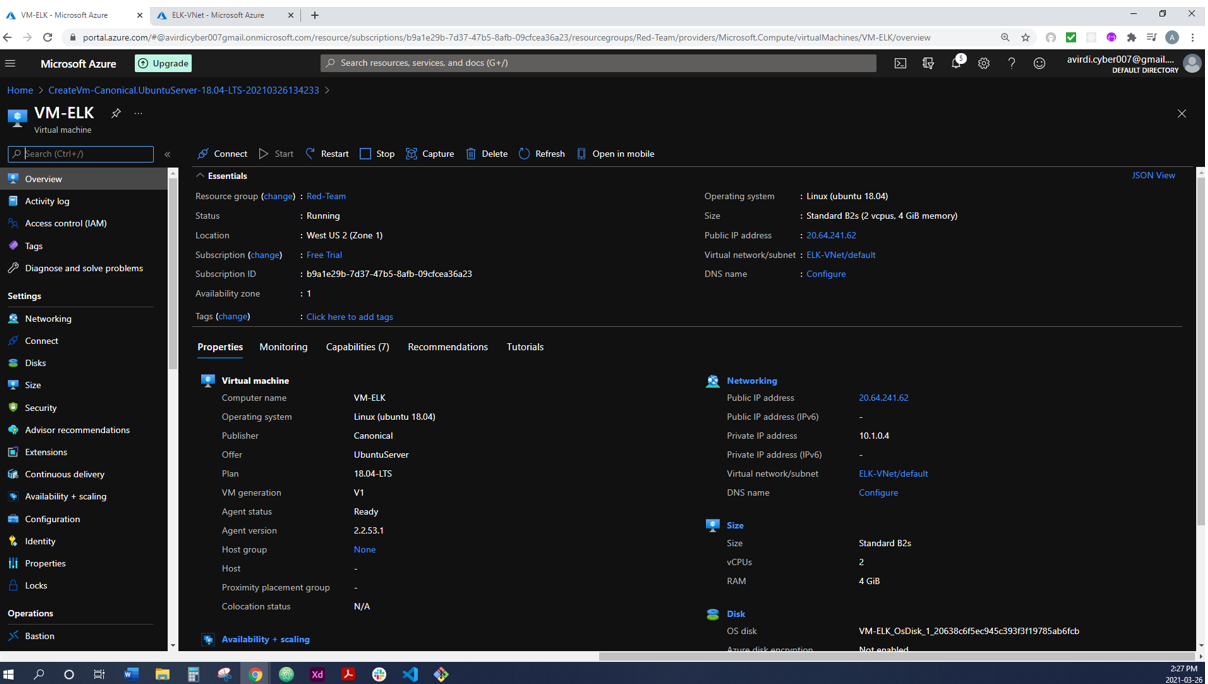 VM-ELK - Microsoft Azure
ELK-VNet - Microsoft Azure
portal.azure.com/#@avirdicyber007gmail.onmicrosoft.com/resource/subscriptions/b9a1e29b-7d37-47b5-8afb-09cfcea36a23/resourcegroups/Red-Team/providers/Microsoft.Compute/virtualMachines/VM-ELK/overview
A
Microsoft Azure
Upgrade
Search resources, services, and docs (G+/)
5
avirdi.cyber007@gmail....
DEFAULT DIRECTORY
Home > CreateVm-Canonical.UbuntuServer-18.04-LTS-20210326134233 >
VM-ELK
...
Virtual machine
Search (Ctrl+/)
«
Connect Start Restart Stop Capture Delete Refresh Open in mobile
Overview
Activity log
Access control (IAM)
Tags
Diagnose and solve problems
Settings
Networking
Connect
Disks
Size
Security
Advisor recommendations
Extensions
Continuous delivery
Availability + scaling
Configuration
Identity
Properties
Locks
Operations
Bastion
Essentials
JSON View
Resource group (change) : Red-Team
Status : Running
Location : West US 2 (Zone 1)
Subscription (change) : Free Trial
Subscription ID : b9a1e29b-7d37-47b5-8afb-09cfcea36a23
Availability zone : 1
Tags (change) : Click here to add tags
Operating system : Linux (ubuntu 18.04)
Size : Standard B2s (2 vcpus, 4 GiB memory)
Public IP address : 20.64.241.62
Virtual network/subnet : ELK-VNet/default
DNS name : Configure
Properties Monitoring Capabilities (7) Recommendations Tutorials
Virtual machine
Computer name VM-ELK
Operating system Linux (ubuntu 18.04)
Publisher Canonical
Offer UbuntuServer
Plan 18.04-LTS
VM generation V1
Agent status Ready
Agent version 2.2.53.1
Host group None
Host -
Proximity placement group -
Colocation status N/A
Availability + scaling
Networking
Public IP address 20.64.241.62
Public IP address (IPv6) -
Private IP address 10.1.0.4
Private IP address (IPv6) -
Virtual network/subnet ELK-VNet/default
DNS name Configure
Size
Size Standard B2s
vCPUs 2
RAM 4 GiB
Disk
OS disk VM-ELK_OsDisk_1_20638c6f5ec945c393f3f19785ab6fcb
Azure disk encryption Not enabled
Xd
2:27 PM
2021-03-26